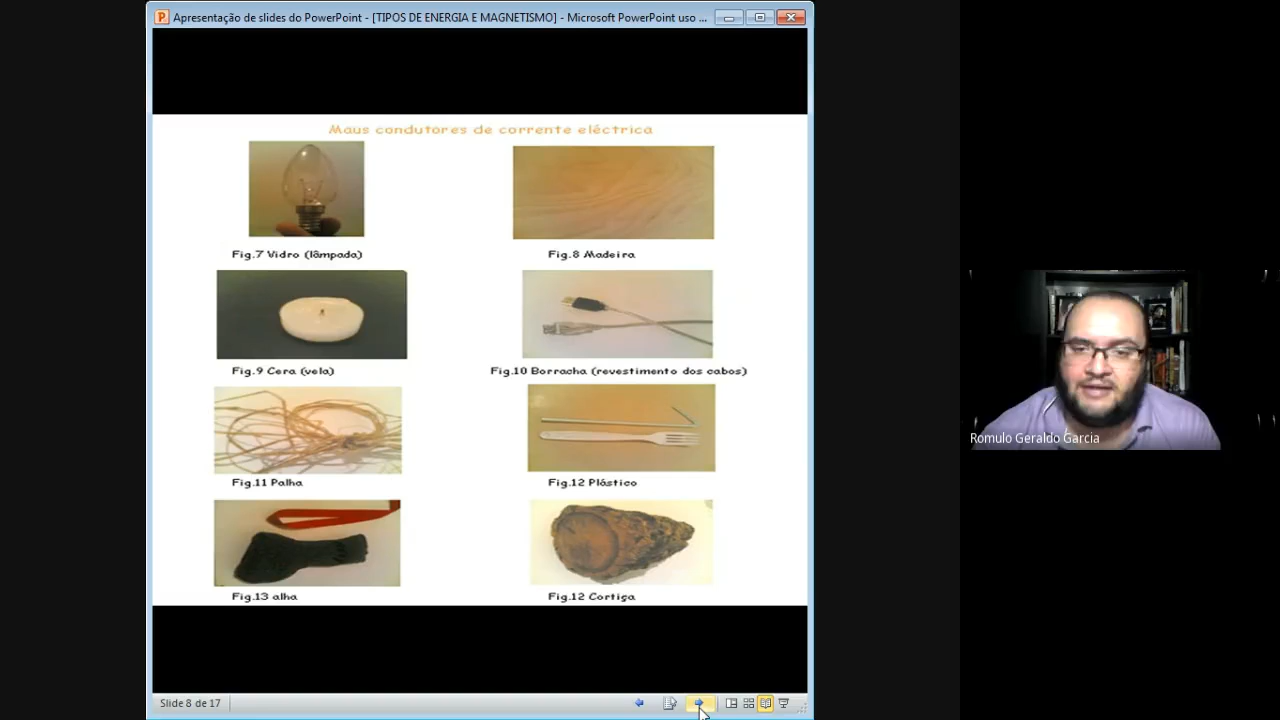 Apresentação de slides do PowerPoint - [TIPOS DE ENERGIA E MAGNETISMO] - Microsoft PowerPoint uso ...
Maus condutores de corrente eléctrica
Fig.7 Vidro (lâmpada)
Fig.8 Madeira
Fig.9 Cera (vela)
Fig.10 Borracha (revestimento dos cabos)
Fig.11 Palha
Fig.12 Plástico
Fig.13 alha
Fig.12 Cortiça
Romulo Geraldo Garcia
Slide 8 de 17